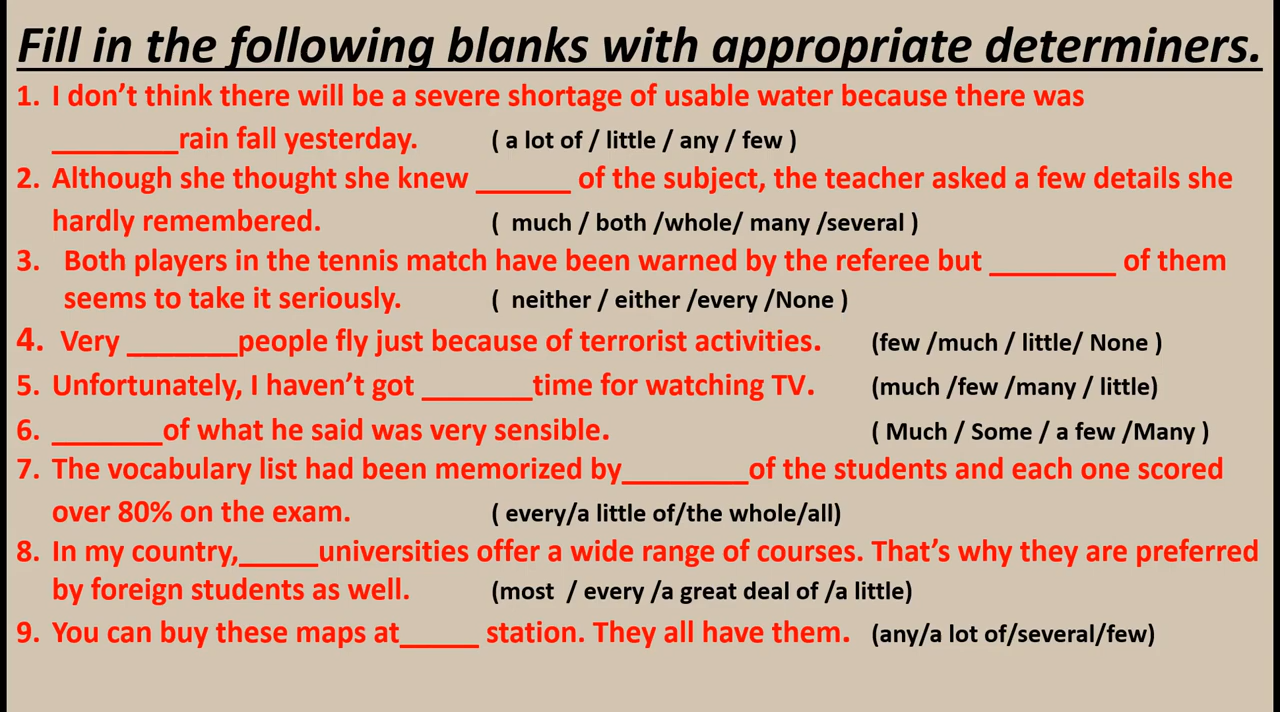 Fill in the following blanks with appropriate determiners.
1. I don't think there will be a severe shortage of usable water because there was
________rain fall yesterday. ( a lot of / little / any / few )
2. Although she thought she knew ______ of the subject, the teacher asked a few details she
hardly remembered. ( much / both /whole/ many /several )
3. Both players in the tennis match have been warned by the referee but ________ of them
seems to take it seriously. ( neither / either /every /None )
4. Very _______people fly just because of terrorist activities. (few /much / little/ None )
5. Unfortunately, I haven't got _______time for watching TV. (much /few /many / little)
6. _______of what he said was very sensible. ( Much / Some / a few /Many )
7. The vocabulary list had been memorized by________of the students and each one scored
over 80% on the exam. ( every/a little of/the whole/all)
8. In my country,_____universities offer a wide range of courses. That's why they are preferred
by foreign students as well. (most / every /a great deal of /a little)
9. You can buy these maps at_____ station. They all have them. (any/a lot of/several/few)